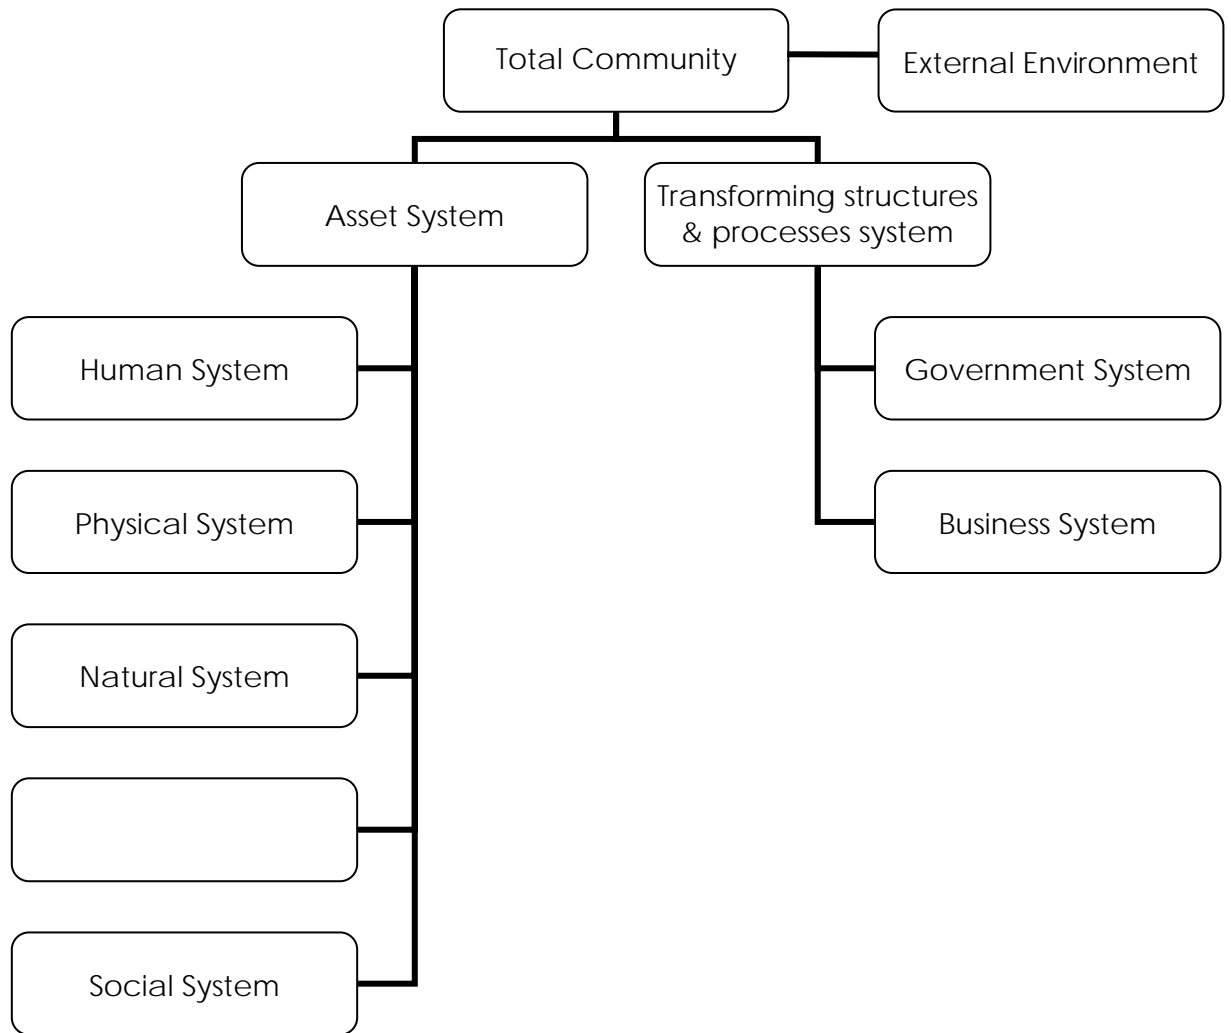 Total Community
External Environment
Asset System
Transforming structures
& processes system
Human System
Government System
Physical System
Business System
Natural System
Social System